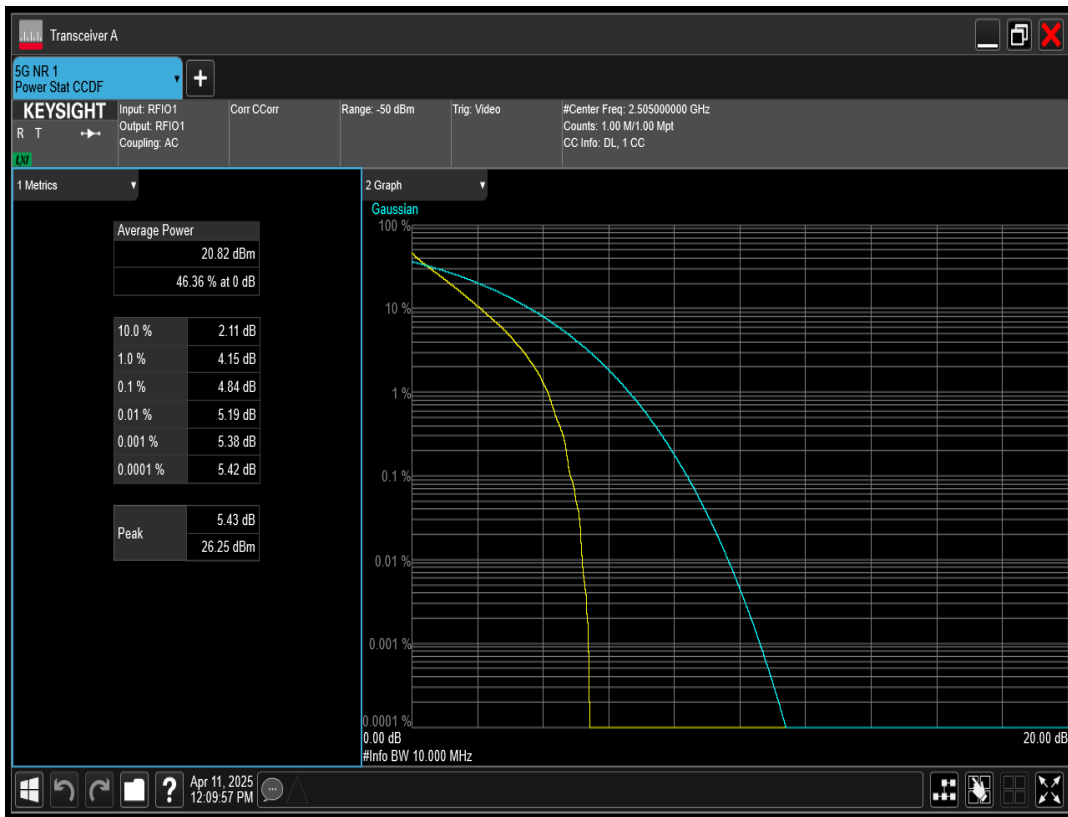 Transceiver A
5G NR 1
Power Stat CCDF
+
KEYSIGHT
R T
LXI
Input: RFIO1
Output: RFIO1
Coupling: AC
Corr CCorr
Range: -50 dBm
Trig: Video
#Center Freq: 2.505000000 GHz
Counts: 1.00 M/1.00 Mpt
CC Info: DL, 1 CC
1 Metrics
Average Power
20.82 dBm
46.36 % at 0 dB
10.0 % 2.11 dB
1.0 % 4.15 dB
0.1 % 4.84 dB
0.01 % 5.19 dB
0.001 % 5.38 dB
0.0001 % 5.42 dB
Peak
5.43 dB
26.25 dBm
2 Graph
Gaussian
100 %
10 %
1 %
0.1 %
0.01 %
0.001 %
0.0001 %
0.00 dB
20.00 dB
#Info BW 10.000 MHz
?
Apr 11, 2025
12:09:57 PM